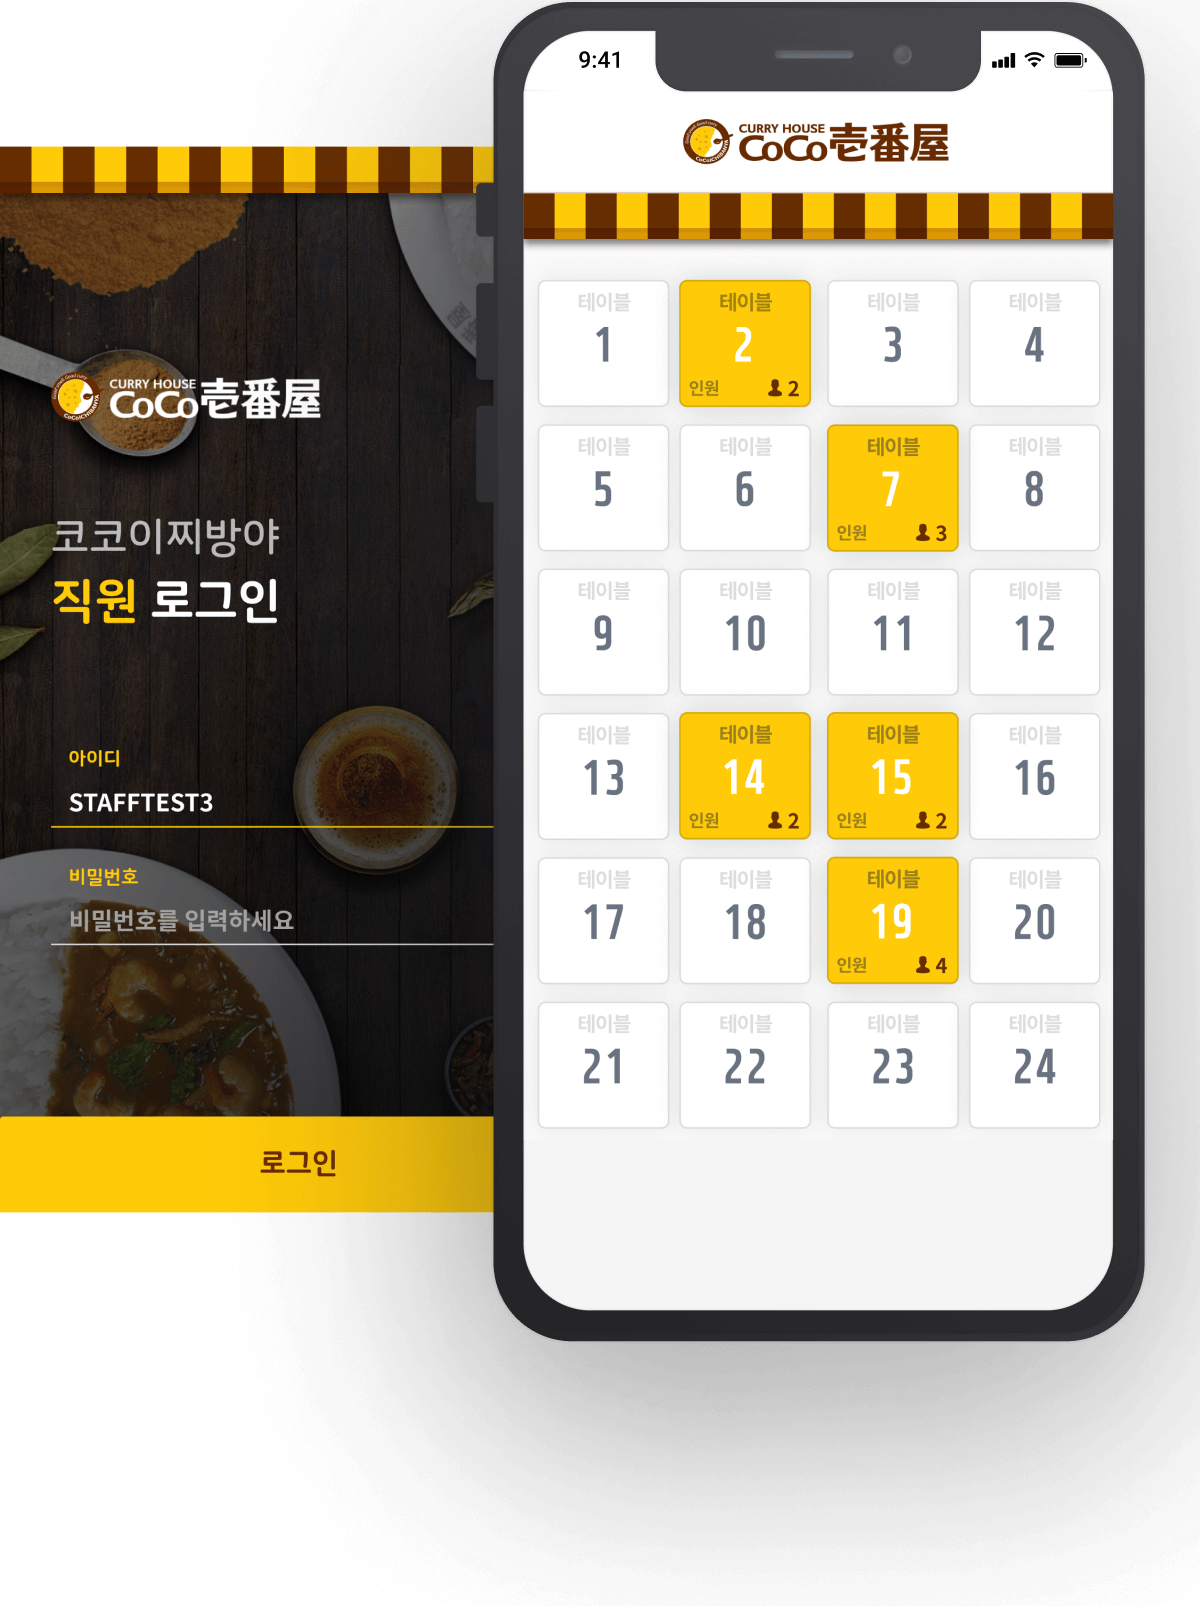 CURRY HOUSE
CoCo壱番屋
코코이찌방야
직원 로그인
아이디
STAFFTEST3
비밀번호
비밀번호를 입력하세요
로그인
9:41
CURRY HOUSE
CoCo壱番屋
테이블
1
테이블
2
인원 2
테이블
3
테이블
4
테이블
5
테이블
6
테이블
7
인원 3
테이블
8
테이블
9
테이블
10
테이블
11
테이블
12
테이블
13
테이블
14
인원 2
테이블
15
인원 2
테이블
16
테이블
17
테이블
18
테이블
19
인원 4
테이블
20
테이블
21
테이블
22
테이블
23
테이블
24